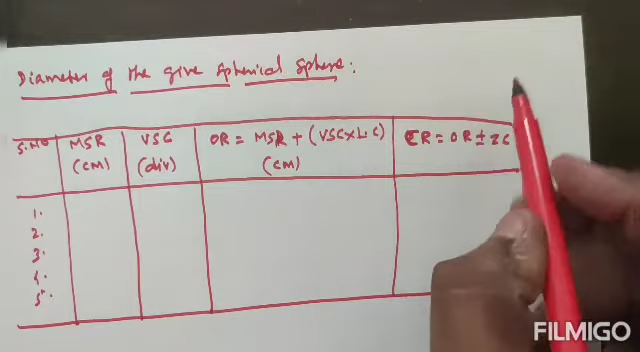 Diameter of the give spherical sphere:
S.NO MSR (cm) VSC (div) OR = MSR + (VSC x L.C) (cm) CR = OR ± ZC
1.
2.
3.
4.
5.
FILMIGO